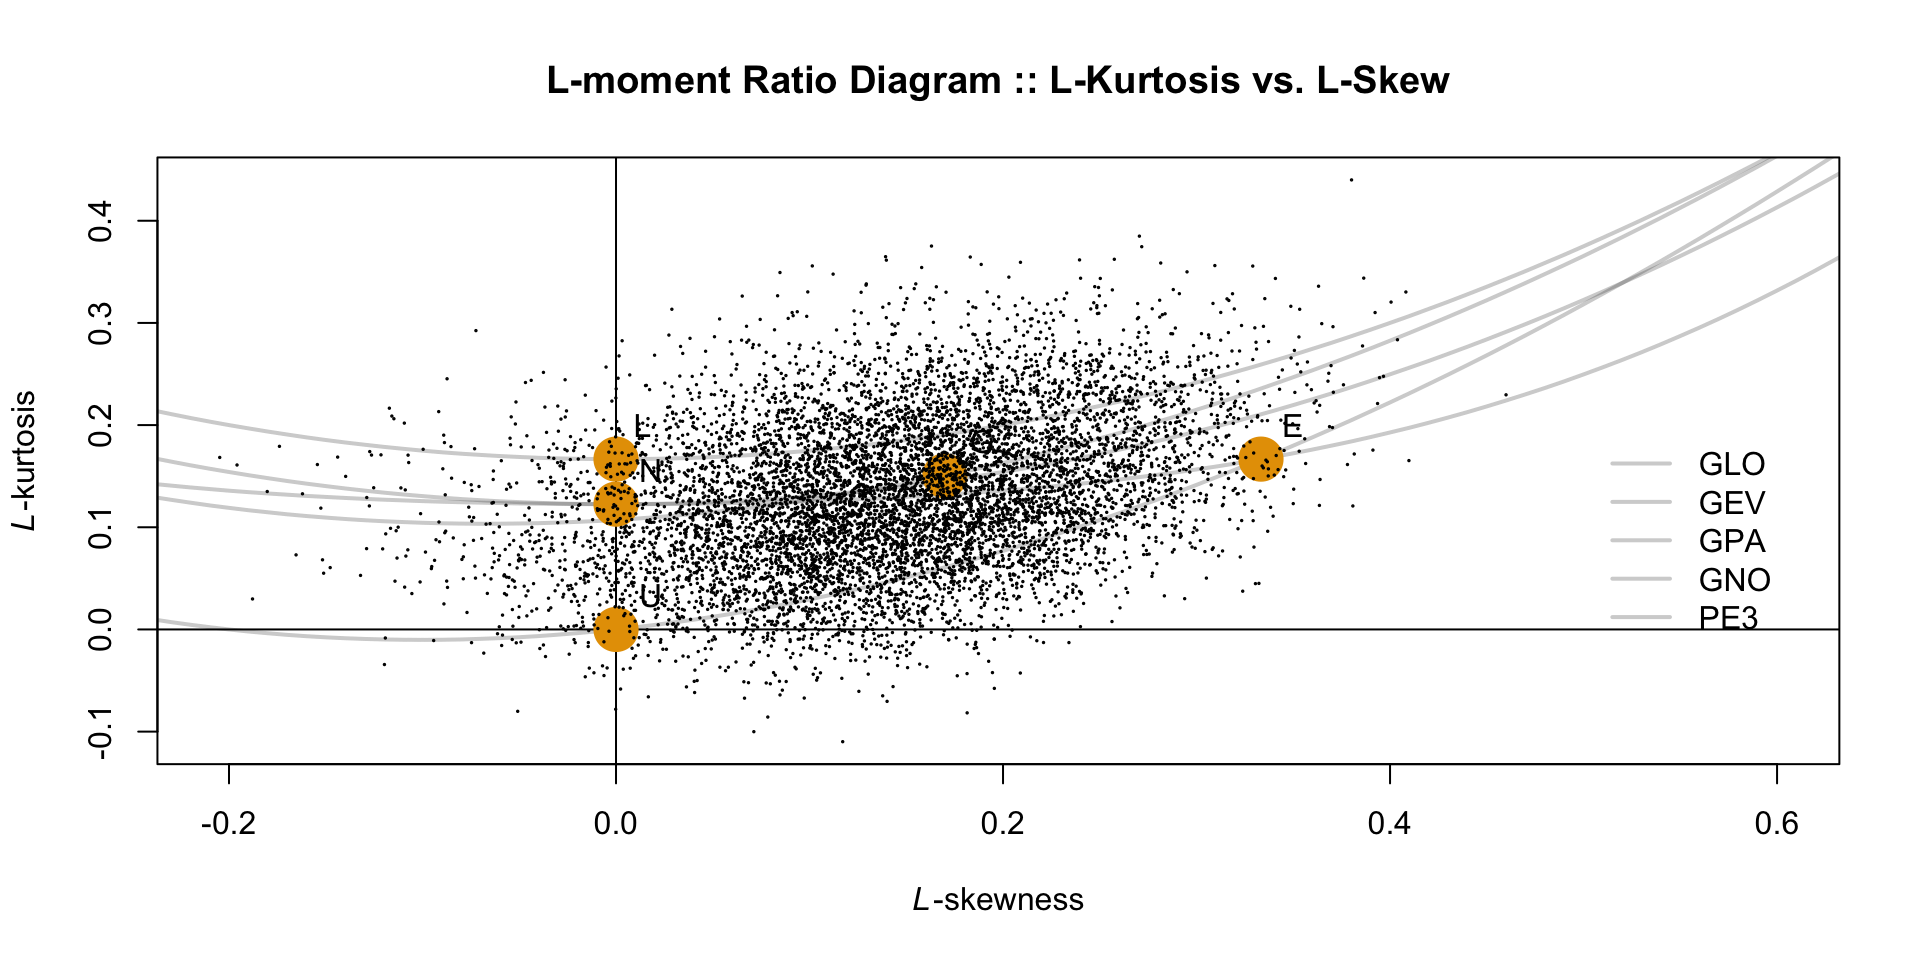 L-moment Ratio Diagram :: L-Kurtosis vs. L-Skew
L-kurtosis
0.4
0.3
0.2
0.1
0.0
-0.1
L
N
G
E
U
GLO
GEV
GPA
GNO
PE3
-0.2
0.0
0.2
0.4
0.6
L-skewness